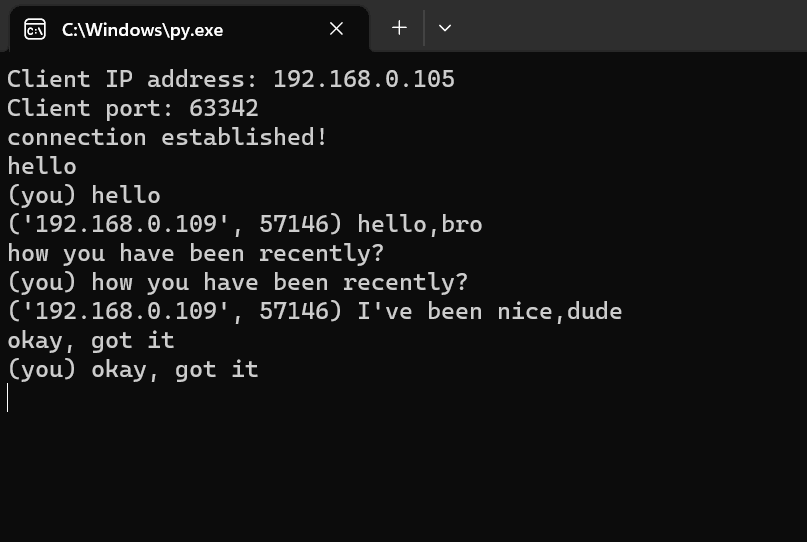 C:\Windows\py.exe
Client IP address: 192.168.0.105
Client port: 63342
connection established!
hello
(you) hello
('192.168.0.109', 57146) hello,bro
how you have been recently?
(you) how you have been recently?
('192.168.0.109', 57146) I've been nice,dude
okay, got it
(you) okay, got it